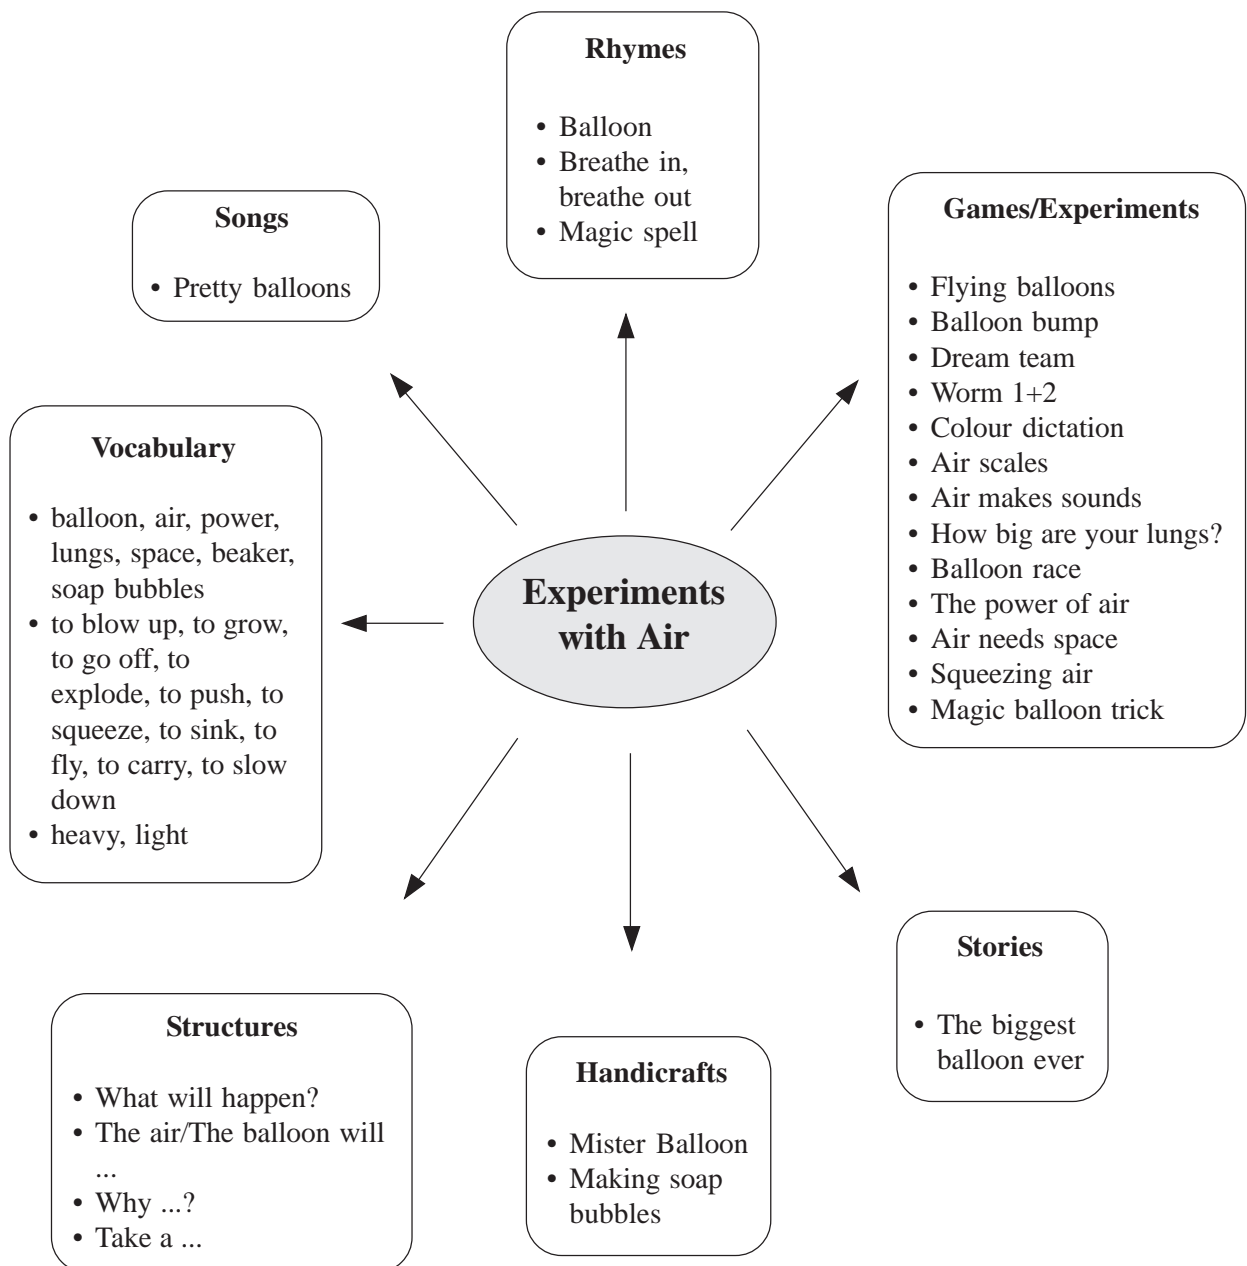 Rhymes
• Balloon
• Breathe in,
breathe out
• Magic spell
Songs
• Pretty balloons
Games/Experiments
• Flying balloons
• Balloon bump
• Dream team
• Worm 1+2
• Colour dictation
• Air scales
• Air makes sounds
• How big are your lungs?
• Balloon race
• The power of air
• Air needs space
• Squeezing air
• Magic balloon trick
Vocabulary
• balloon, air, power,
lungs, space, beaker,
soap bubbles
• to blow up, to grow,
to go off, to
explode, to push, to
squeeze, to sink, to
fly, to carry, to slow
down
• heavy, light
Experiments
with Air
Stories
• The biggest
balloon ever
Structures
• What will happen?
• The air/The balloon will
...
• Why ...?
• Take a ...
Handicrafts
• Mister Balloon
• Making soap
bubbles